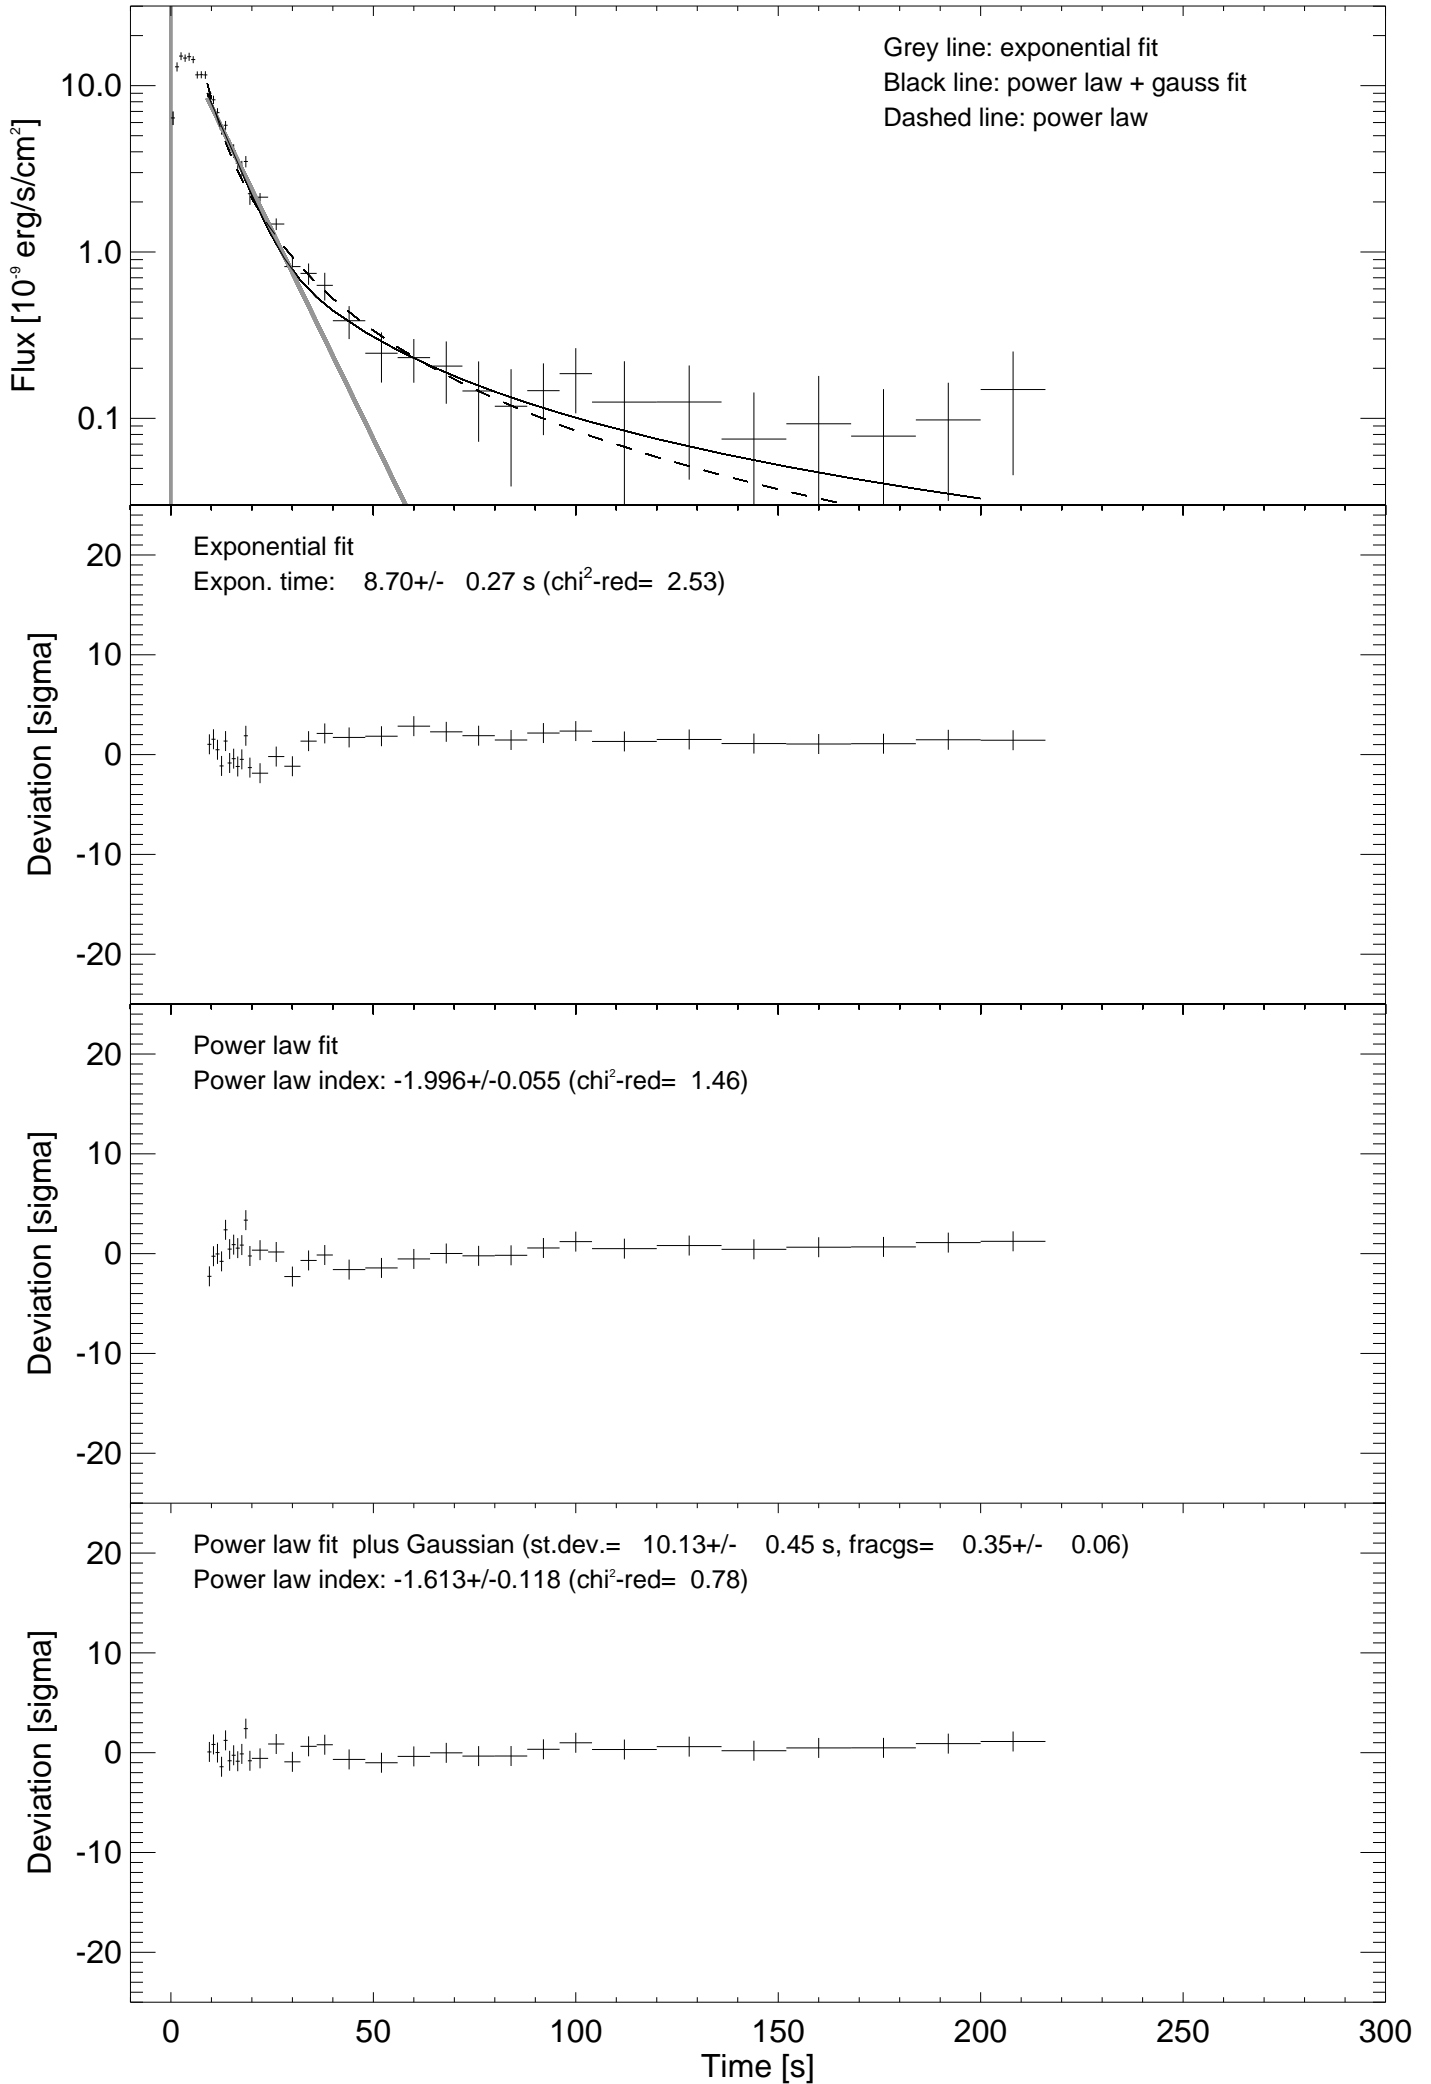 Grey line: exponential fit
Black line: power law + gauss fit
Dashed line: power law
10.0
1.0
0.1
Flux [10⁻⁹ erg/s/cm²]
Exponential fit
Expon. time: 8.70+/- 0.27 s (chi²-red= 2.53)
20
10
0
-10
-20
Deviation [sigma]
Power law fit
Power law index: -1.996+/-0.055 (chi²-red= 1.46)
20
10
0
-10
-20
Deviation [sigma]
Power law fit plus Gaussian (st.dev.= 10.13+/- 0.45 s, fracgs= 0.35+/- 0.06)
Power law index: -1.613+/-0.118 (chi²-red= 0.78)
20
10
0
-10
-20
Deviation [sigma]
0 50 100 150 200 250 300
Time [s]